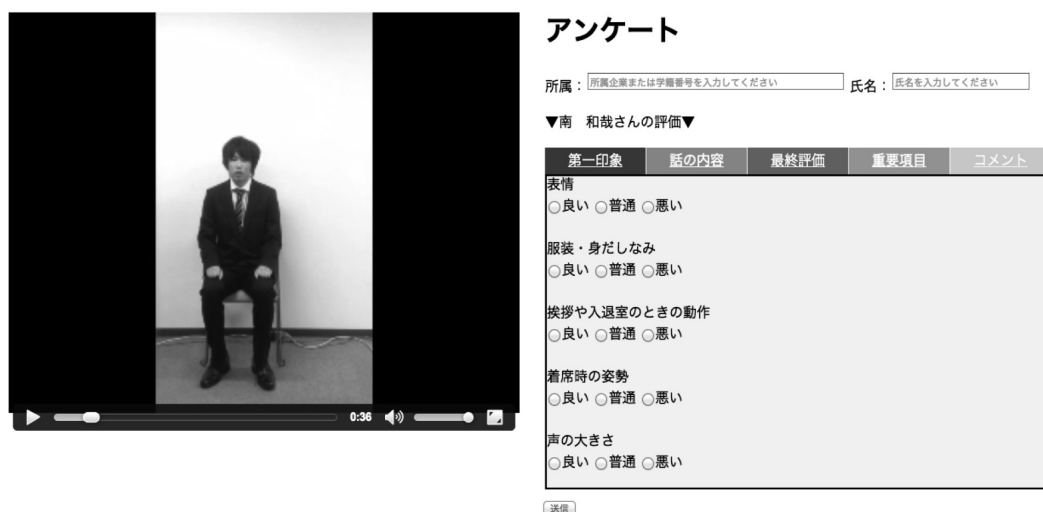 アンケート
所属： 所属企業または学籍番号を入力してください 氏名： 氏名を入力してください
▼南　和哉さんの評価▼
第一印象 話の内容 最終評価 重要項目 コメント
表情
良い 普通 悪い
服装・身だしなみ
良い 普通 悪い
挨拶や入退室のときの動作
良い 普通 悪い
着席時の姿勢
良い 普通 悪い
声の大きさ
良い 普通 悪い
送信
0:36